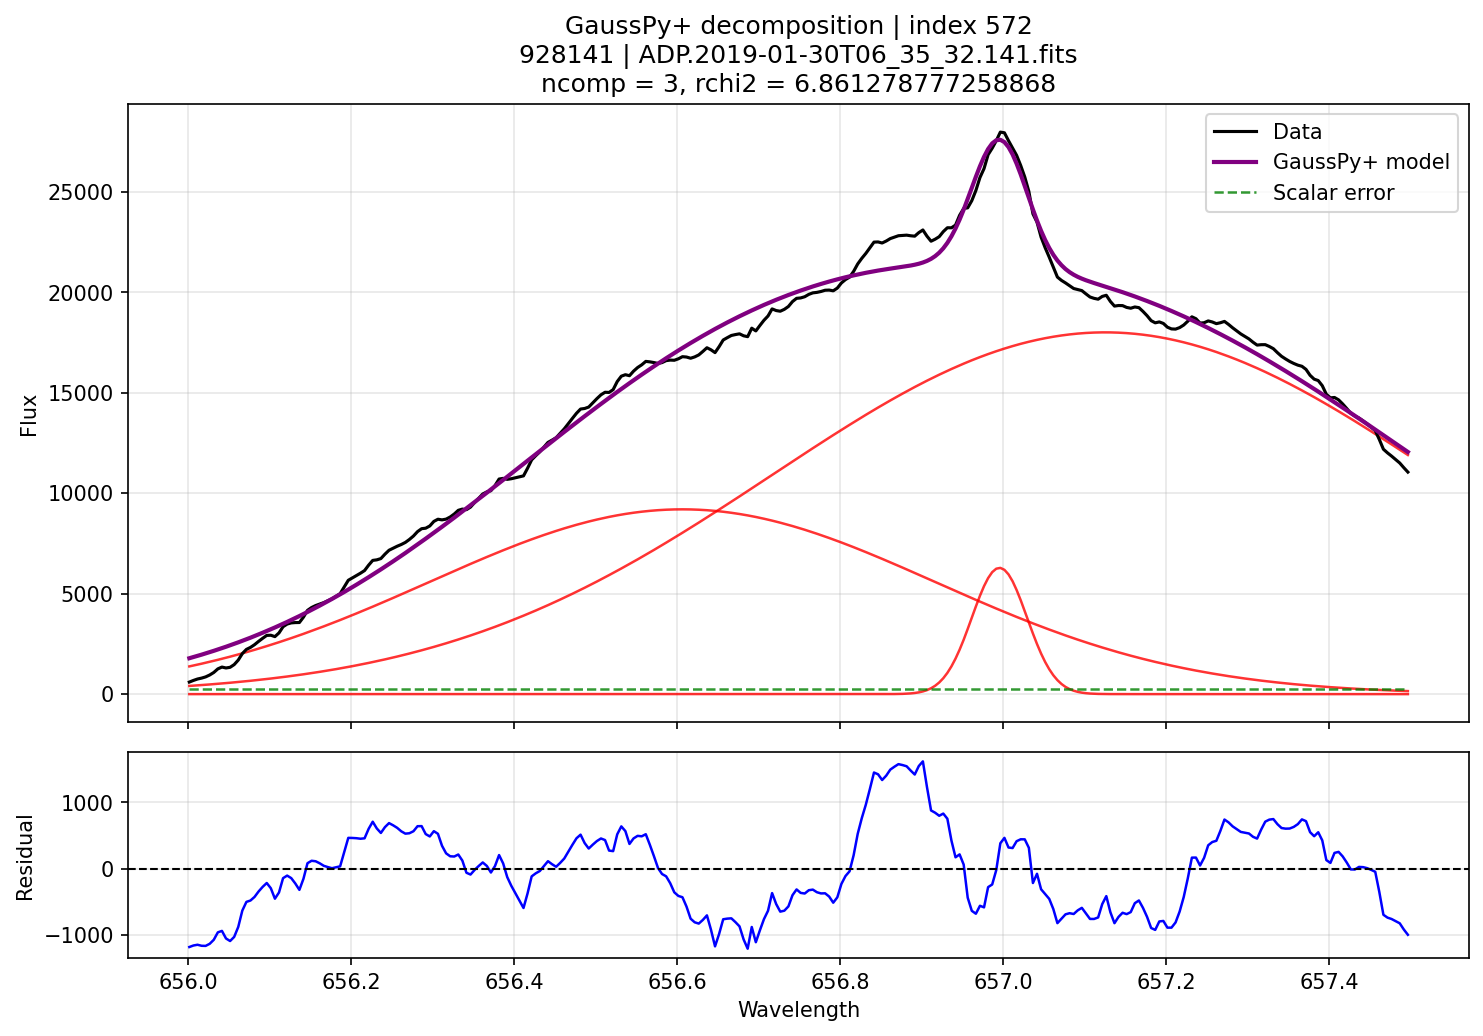 GaussPy+ decomposition | index 572
928141 | ADP.2019-01-30T06_35_32.141.fits
ncomp = 3, rchi2 = 6.861278777258868
Data
GaussPy+ model
Scalar error
25000
20000
15000
10000
5000
0
Flux
1000
0
−1000
Residual
656.0 656.2 656.4 656.6 656.8 657.0 657.2 657.4
Wavelength